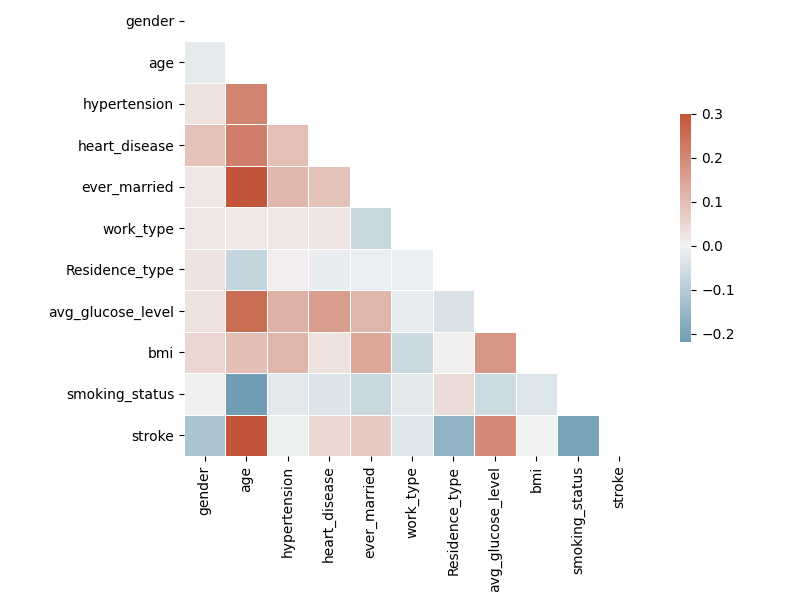 gender
age
hypertension
heart_disease
ever_married
work_type
Residence_type
avg_glucose_level
bmi
smoking_status
stroke
gender
age
hypertension
heart_disease
ever_married
work_type
Residence_type
avg_glucose_level
bmi
smoking_status
stroke
0.3
0.2
0.1
0.0
−0.1
−0.2